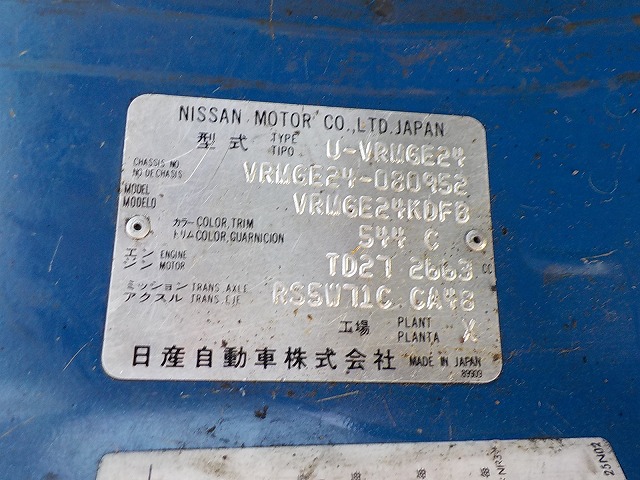 NISSAN MOTOR CO.,LTD.JAPAN
型式 TYPE TIPO U-VRMGE24
CHASSIS NO NO DE CHASIS VRMGE24-080952
MODEL MODELO VRMGE24KDFB
カラー COLOR,TRIM トリム COLOR,GUARNICION 544 C
エンジン ENGINE MOTOR TD27 2663 CC
ミッション TRANS. AXLE アクスル TRANS. EJE RS5W71C CA48
工場 PLANT PLANTA X
日産自動車株式会社 MADE IN JAPAN
89909
25N02